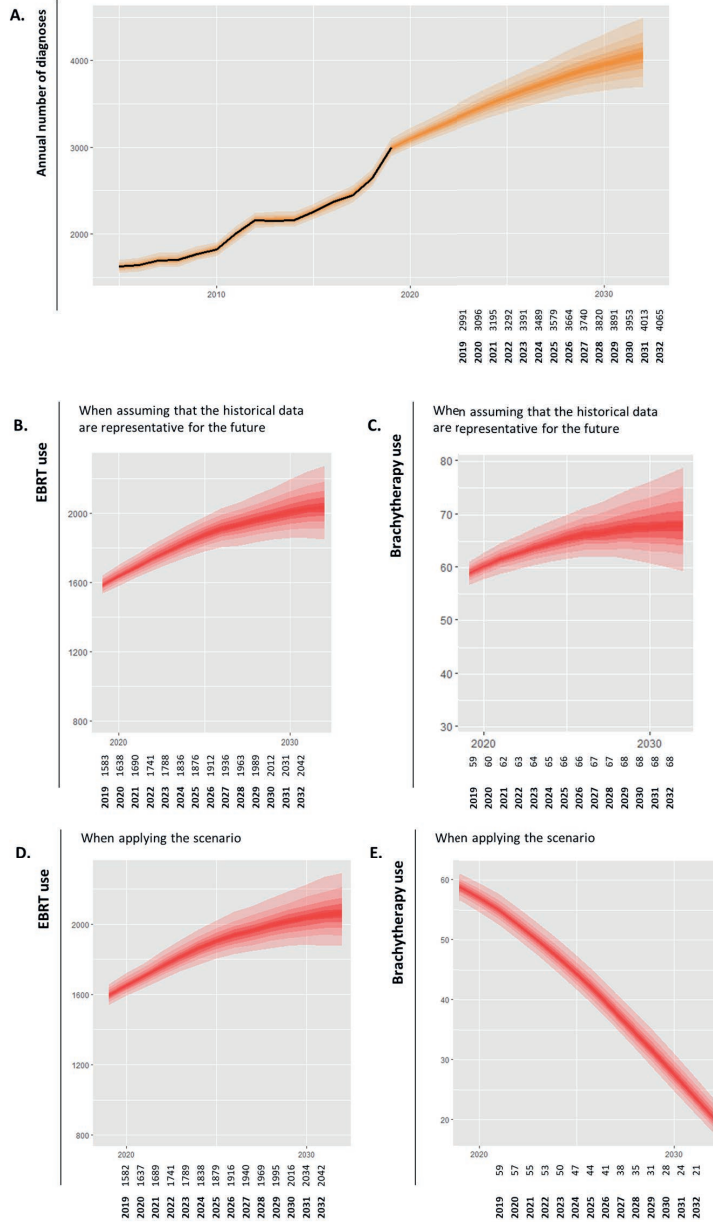 A.
Annual number of diagnoses
4000
3000
2000
2010
2020
2030
2991 3096 3195 3292 3391 3489 3579 3664 3740 3820 3891 3953 4013 4065
2019 2020 2021 2022 2023 2024 2025 2026 2027 2028 2029 2030 2031 2032
B.
EBRT use
When assuming that the historical data
are representative for the future
2000
1600
1200
800
2020
2030
1583 1638 1690 1741 1788 1836 1876 1912 1936 1963 1989 2012 2031 2042
2019 2020 2021 2022 2023 2024 2025 2026 2027 2028 2029 2030 2031 2032
C.
Brachytherapy use
When assuming that the historical data
are representative for the future
80
70
60
50
40
30
2020
2030
59 60 62 63 64 65 66 66 67 67 68 68 68 68
2019 2020 2021 2022 2023 2024 2025 2026 2027 2028 2029 2030 2031 2032
D.
EBRT use
When applying the scenario
2000
1600
1200
800
2020
2030
1582 1637 1689 1741 1789 1838 1879 1916 1940 1969 1995 2016 2034 2042
2019 2020 2021 2022 2023 2024 2025 2026 2027 2028 2029 2030 2031 2032
E.
Brachytherapy use
When applying the scenario
60
50
40
30
20
2020
2030
59 57 55 53 50 47 44 41 38 35 31 28 24 21
2019 2020 2021 2022 2023 2024 2025 2026 2027 2028 2029 2030 2031 2032